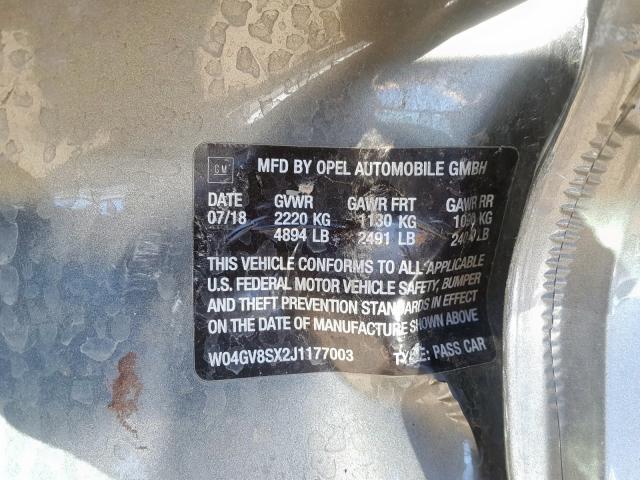 GM MFD BY OPEL AUTOMOBILE GMBH
DATE GVWR GAWR FRT GAWR RR
07/18 2220 KG 1130 KG KG
4894 LB 2491 LB LB
THIS VEHICLE CONFORMS TO ALL APPLICABLE
U.S. FEDERAL MOTOR VEHICLE SAFETY, BUMPER
AND THEFT PREVENTION STANDARDS IN EFFECT
ON THE DATE OF MANUFACTURE SHOWN ABOVE
W04GV8SX2J1177003 TYPE: PASS CAR